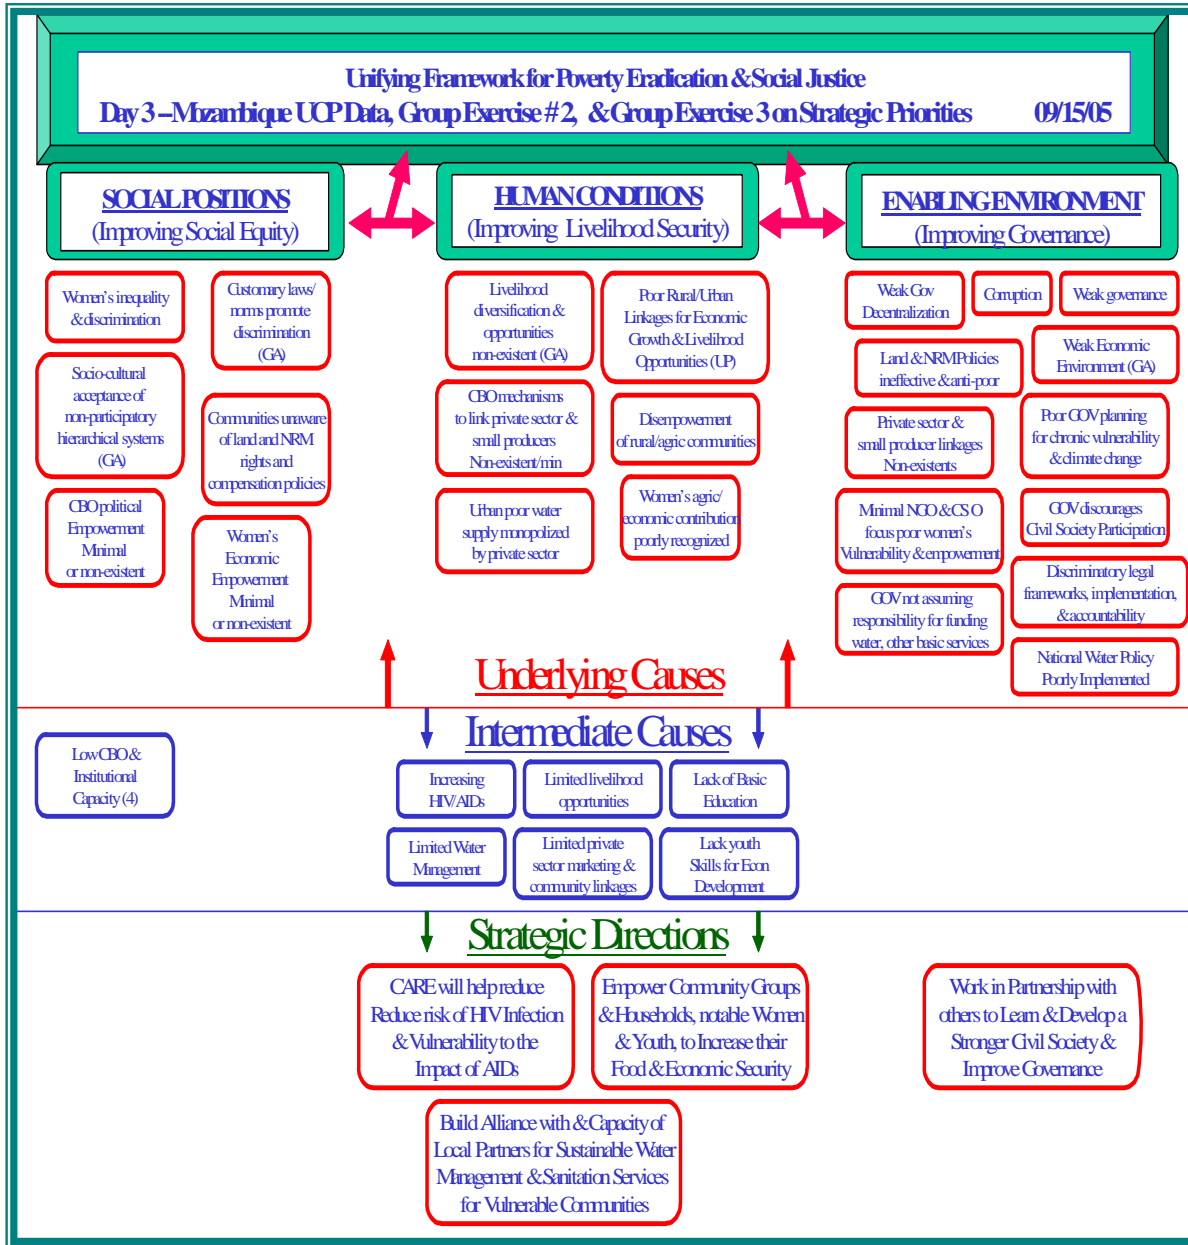 Unifying Framework for Poverty Eradication & Social Justice
Day 3 – Mozambique UCP Data, Group Exercise # 2, & Group Exercise 3 on Strategic Priorities 09/15/05
SOCIAL POSITIONS
(Improving Social Equity)
HUMAN CONDITIONS
(Improving Livelihood Security)
ENABLING ENVIRONMENT
(Improving Governance)
Women's inequality
& discrimination
Customary laws/
norms promote
discrimination
(GA)
Socio-cultural
acceptance of
non-participatory
hierarchical systems
(GA)
Communities unaware
of land and NRM
rights and
compensation policies
CBO political
Empowerment
Minimal
or non-existent
Women's
Economic
Empowerment
Minimal
or non-existent
Livelihood
diversification &
opportunities
non-existent (GA)
Poor Rural/Urban
Linkages for Economic
Growth & Livelihood
Opportunities (UP)
CBO mechanisms
to link private sector &
small producers
Non-existent/min
Disempowerment
of rural/agric communities
Urban poor water
supply monopolized
by private sector
Women's agric/
economic contribution
poorly recognized
Weak Gov
Decentralization
Corruption
Weak governance
Land & NRM Policies
ineffective & anti-poor
Weak Economic
Environment (GA)
Private sector &
small producer linkages
Non-existents
Poor GOV planning
for chronic vulnerability
& climate change
Minimal NGO & CSO
focus poor women's
Vulnerability & empowerment
GOV discourages
Civil Society Participation
GOV not assuming
responsibility for funding
water, other basic services
Discriminatory legal
frameworks, implementation,
& accountability
National Water Policy
Poorly Implemented
Underlying Causes
Intermediate Causes
Low CBO &
Institutional
Capacity (4)
Increasing
HIV/AIDs
Limited livelihood
opportunities
Lack of Basic
Education
Limited Water
Management
Limited private
sector marketing &
community linkages
Lack youth
Skills for Econ
Development
Strategic Directions
CARE will help reduce
Reduce risk of HIV Infection
& Vulnerability to the
Impact of AIDs
Empower Community Groups
& Households, notable Women
& Youth, to Increase their
Food & Economic Security
Work in Partnership with
others to Learn & Develop a
Stronger Civil Society &
Improve Governance
Build Alliance with & Capacity of
Local Partners for Sustainable Water
Management & Sanitation Services
for Vulnerable Communities